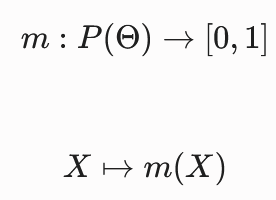 m : P(Θ) → [0,1]
X ↦ m(X)